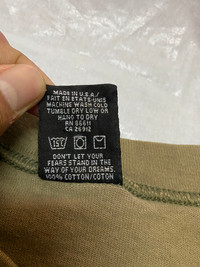 MADE IN U.S.A./
FAIT EN ETATS-UNIS
MACHINE WASH COLD
TUMBLE DRY LOW OR
HANG TO DRY
RN 86611
CA 26912
DON'T LET YOUR
FEARS STAND IN THE
WAY OF YOUR DREAMS.
100% COTTON/COTON